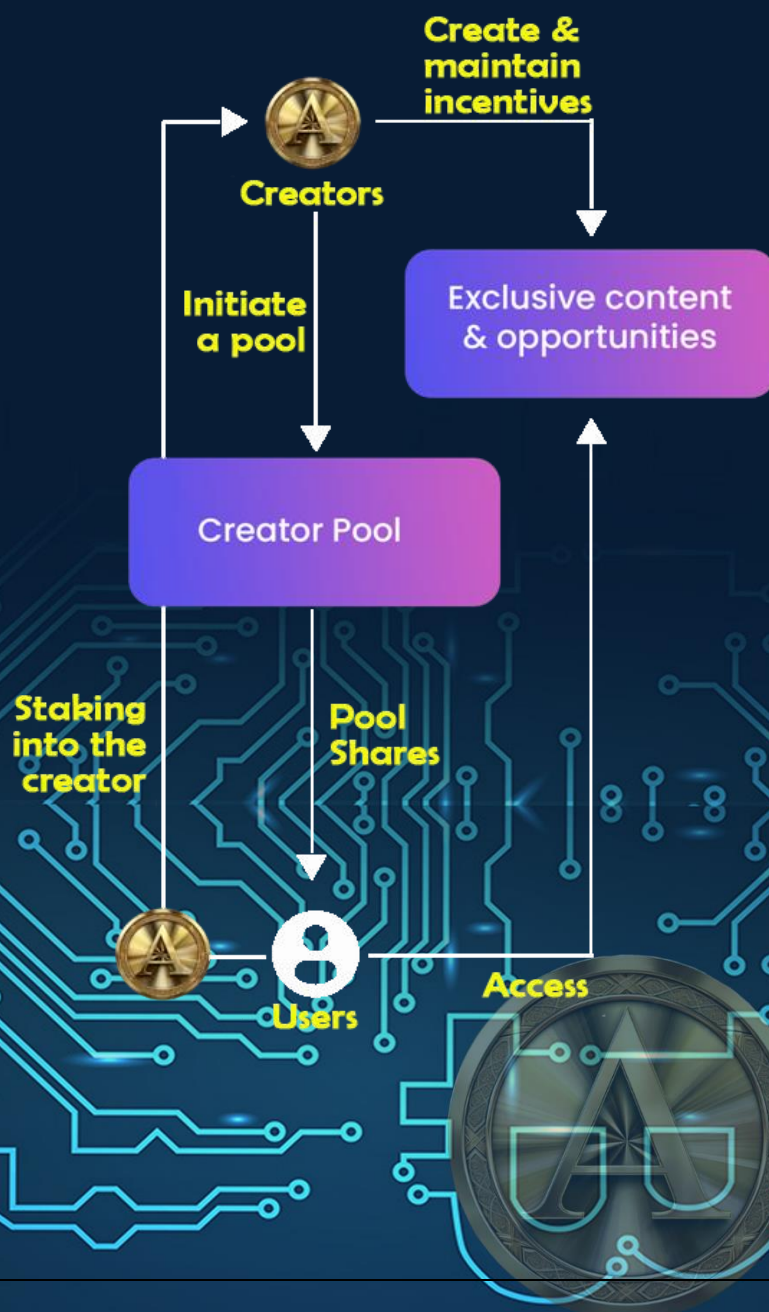 Create &
maintain
incentives
A
Creators
Initiate
a pool
Exclusive content
& opportunities
Creator Pool
Staking
into the
creator
Pool
Shares
A
Users
Access
A